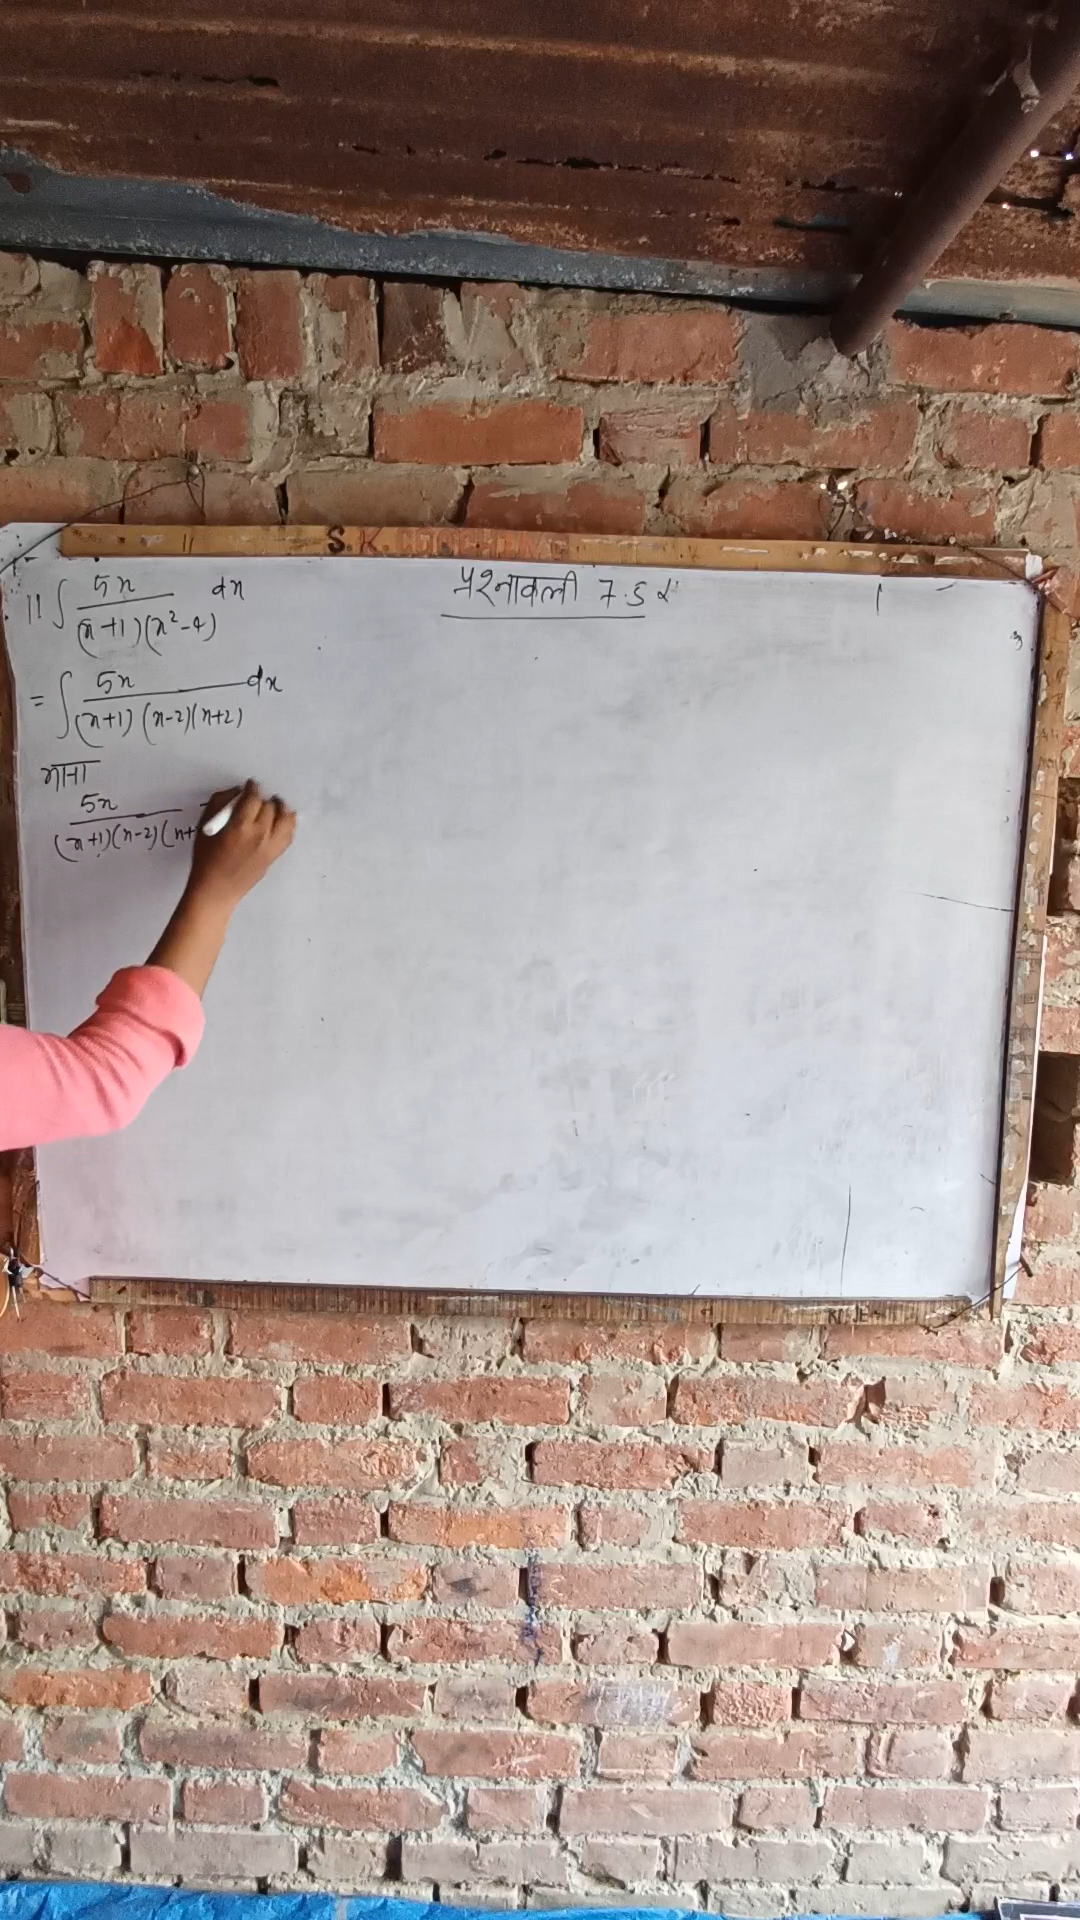 S.K.
प्रश्नावली 7.5
11 ∫ 5x / (x+1)(x²-4) dx
= ∫ 5x / (x+1)(x-2)(x+2) dx
माना
5x / (x+1)(x-2)(x+